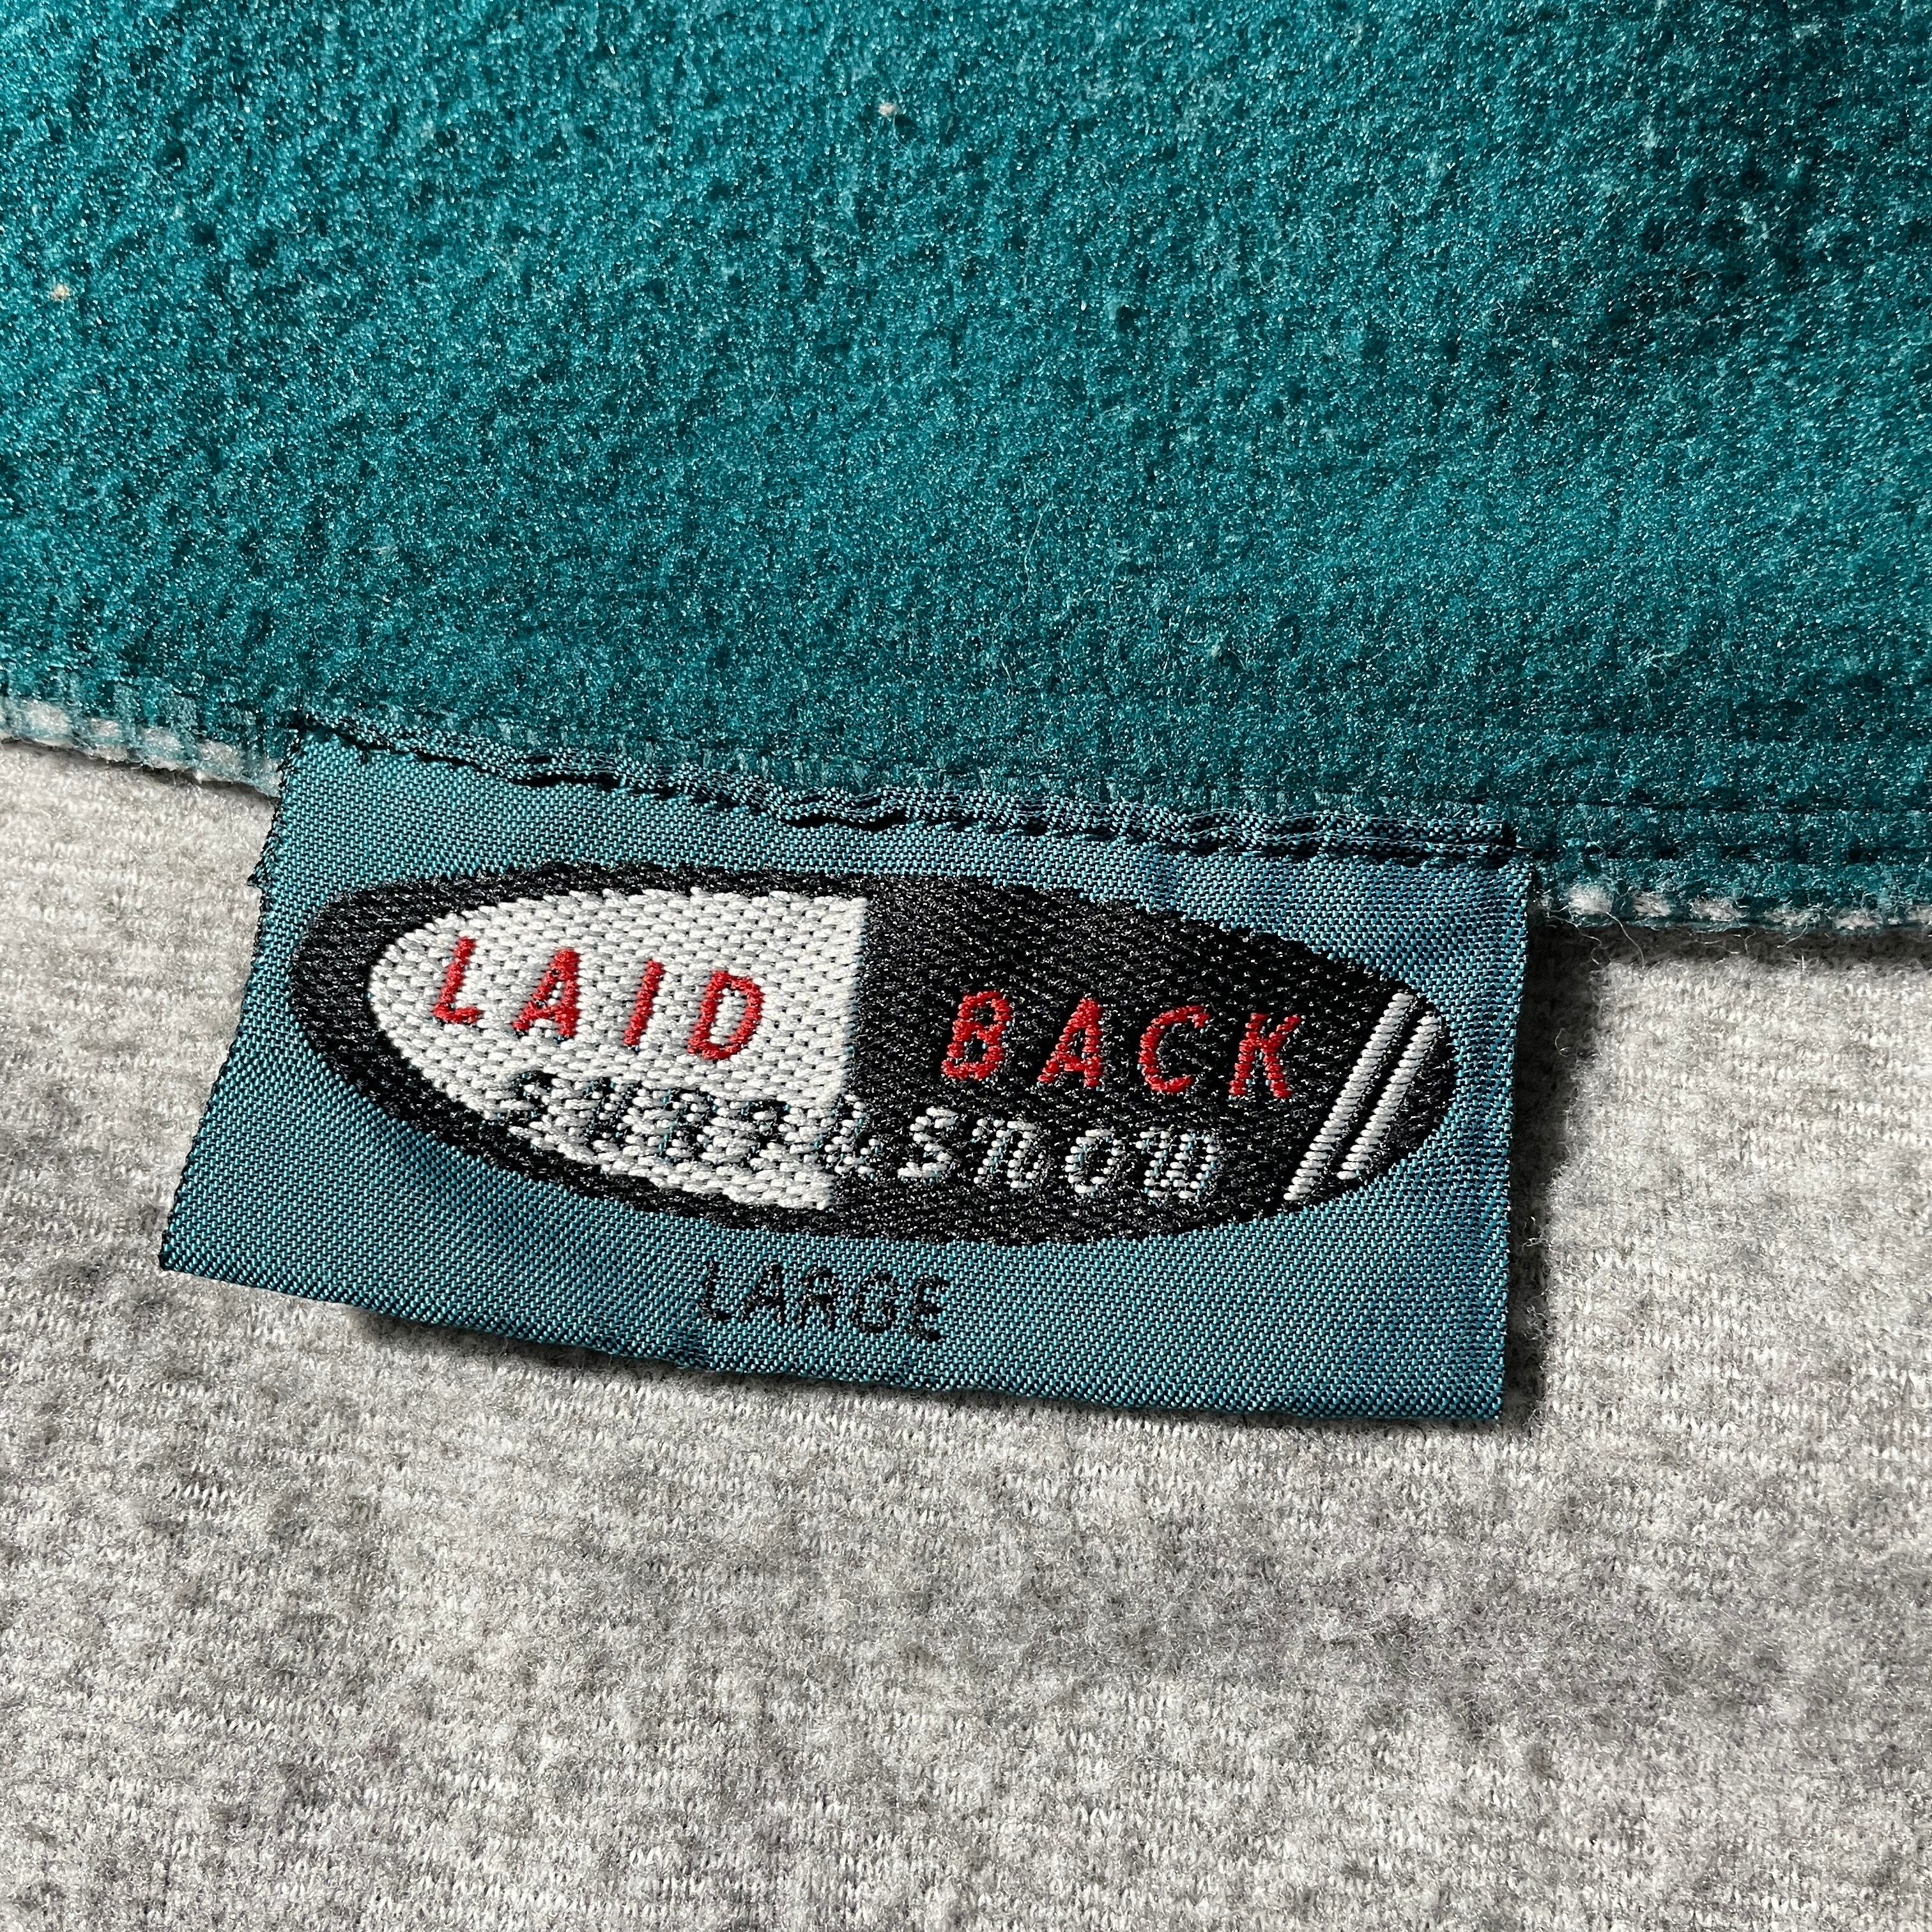 LAID BACK
SURF & SNOW
LARGE